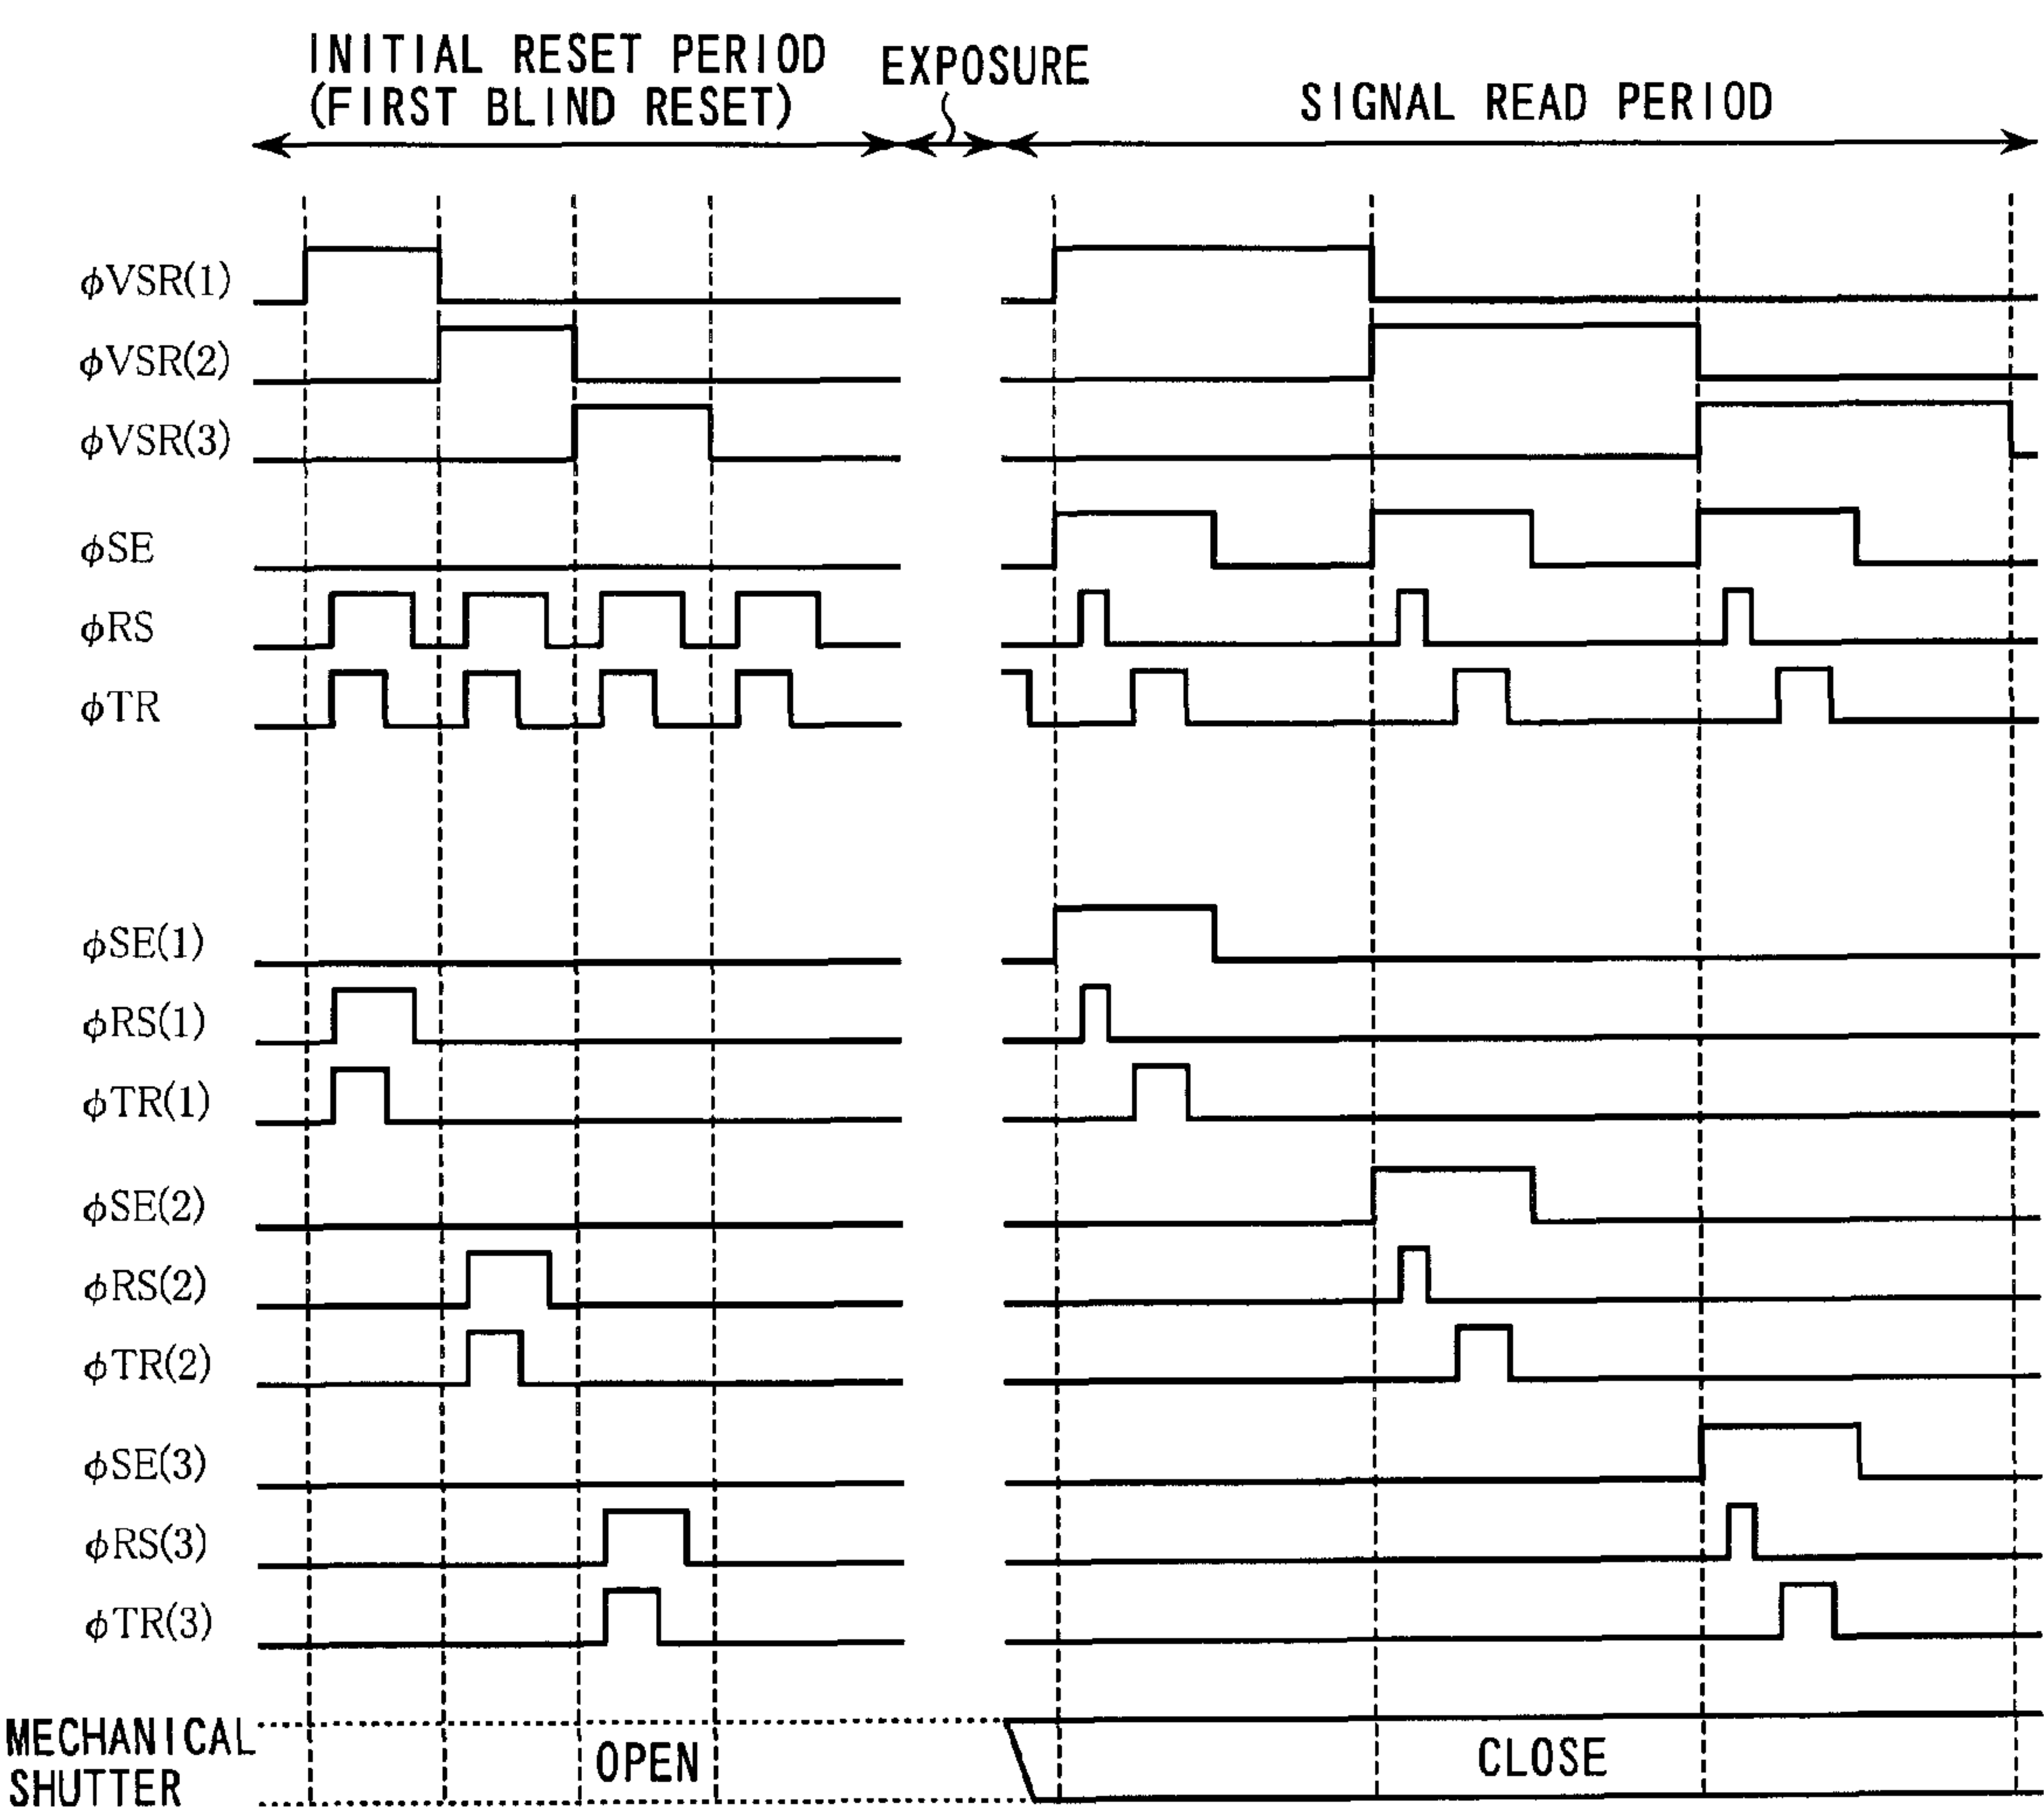 INITIAL RESET PERIOD
(FIRST BLIND RESET)
EXPOSURE
SIGNAL READ PERIOD
ϕVSR(1)
ϕVSR(2)
ϕVSR(3)
ϕSE
ϕRS
ϕTR
ϕSE(1)
ϕRS(1)
ϕTR(1)
ϕSE(2)
ϕRS(2)
ϕTR(2)
ϕSE(3)
ϕRS(3)
ϕTR(3)
MECHANICAL
SHUTTER
OPEN
CLOSE